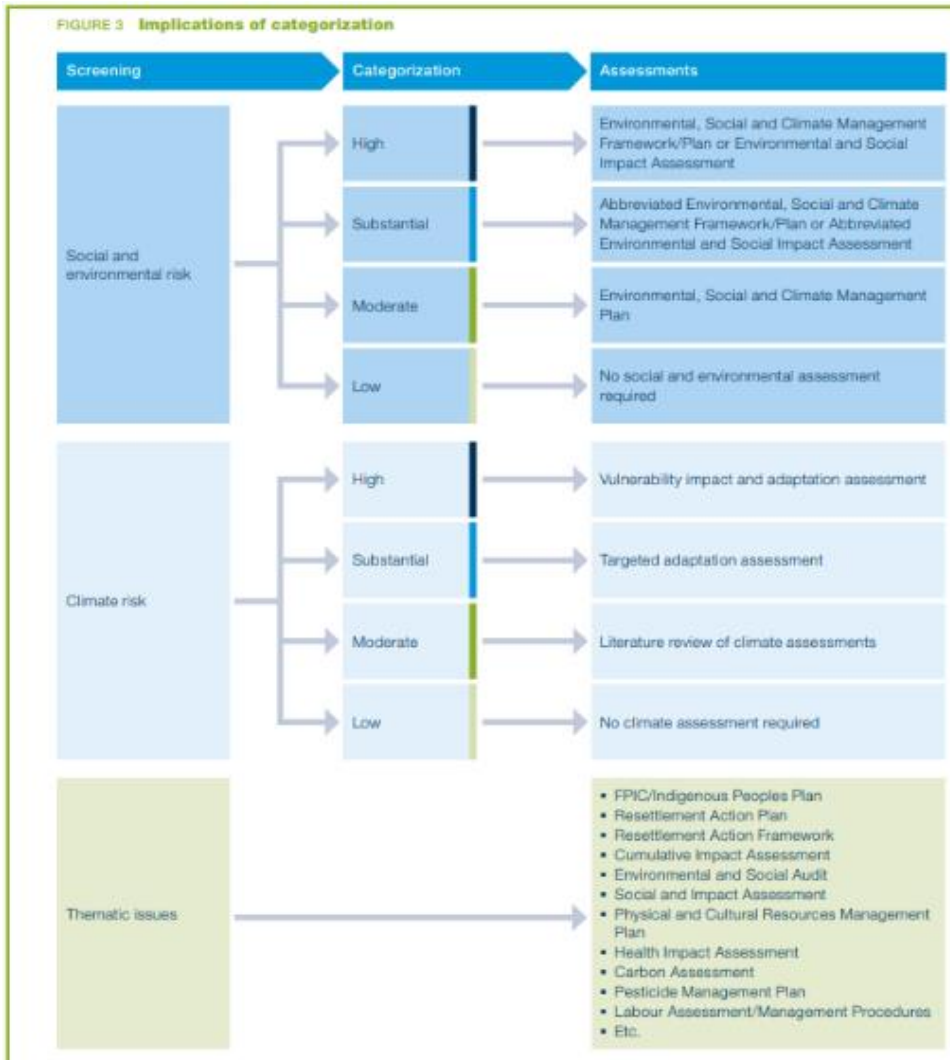 FIGURE 3 Implications of categorization
Screening
Categorization
Assessments
Social and
environmental risk
High
Environmental, Social and Climate Management
Framework/Plan or Environmental and Social
Impact Assessment
Substantial
Abbreviated Environmental, Social and Climate
Management Framework/Plan or Abbreviated
Environmental and Social Impact Assessment
Moderate
Environmental, Social and Climate Management
Plan
Low
No social and environmental assessment
required
Climate risk
High
Vulnerability impact and adaptation assessment
Substantial
Targeted adaptation assessment
Moderate
Literature review of climate assessments
Low
No climate assessment required
Thematic issues
▪ FPIC/Indigenous Peoples Plan
▪ Resettlement Action Plan
▪ Resettlement Action Framework
▪ Cumulative Impact Assessment
▪ Environmental and Social Audit
▪ Social and Impact Assessment
▪ Physical and Cultural Resources Management
Plan
▪ Health Impact Assessment
▪ Carbon Assessment
▪ Pesticide Management Plan
▪ Labour Assessment/Management Procedures
▪ Etc.